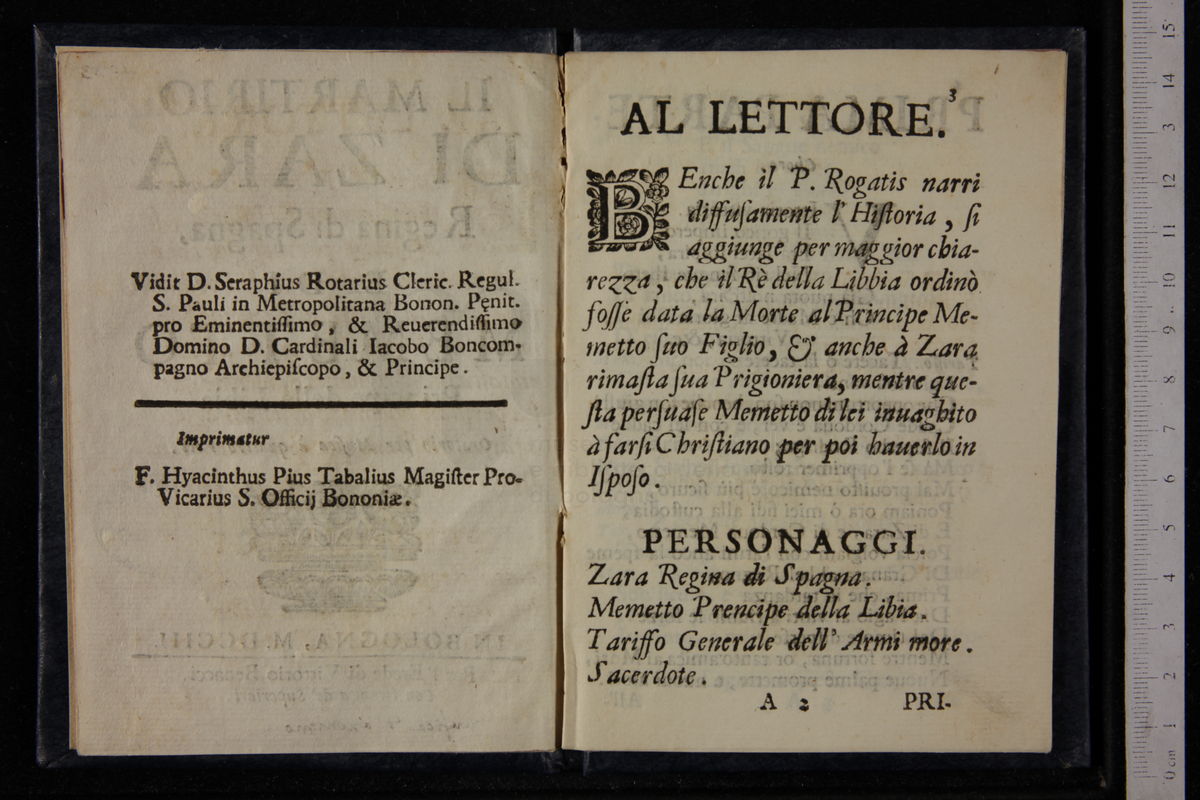 Vidit D. Seraphius Rotarius Cleric. Regul.
S. Pauli in Metropolitana Bonon. Pęnit.
pro Eminentiſſimo, & Reuerendiſſimo
Domino D. Cardinali Iacobo Boncom-
pagno Archiepiſcopo, & Principe.
Imprimatur
F. Hyacinthus Pius Tabalius Magiſter Pro-
Vicarius S. Officij Bononiæ.
3
AL LETTORE.
BEnche il P. Rogatis narri
diffuſamente l'Hiſtoria, ſi
aggiunge per maggior chia-
rezza, che il Rè della Libbia ordinò
foſſe data la Morte al Principe Me-
metto ſuo Figlio, & anche à Zara
rimaſta ſua Prigioniera, mentre que-
ſta perſuaſe Memetto di lei inuaghito
à farſi Chriſtiano per poi hauerlo in
Iſpoſo.
PERSONAGGI.
Zara Regina di Spagna.
Memetto Prencipe della Libia.
Tariffo Generale dell' Armi more.
Sacerdote.
A 2 PRI-